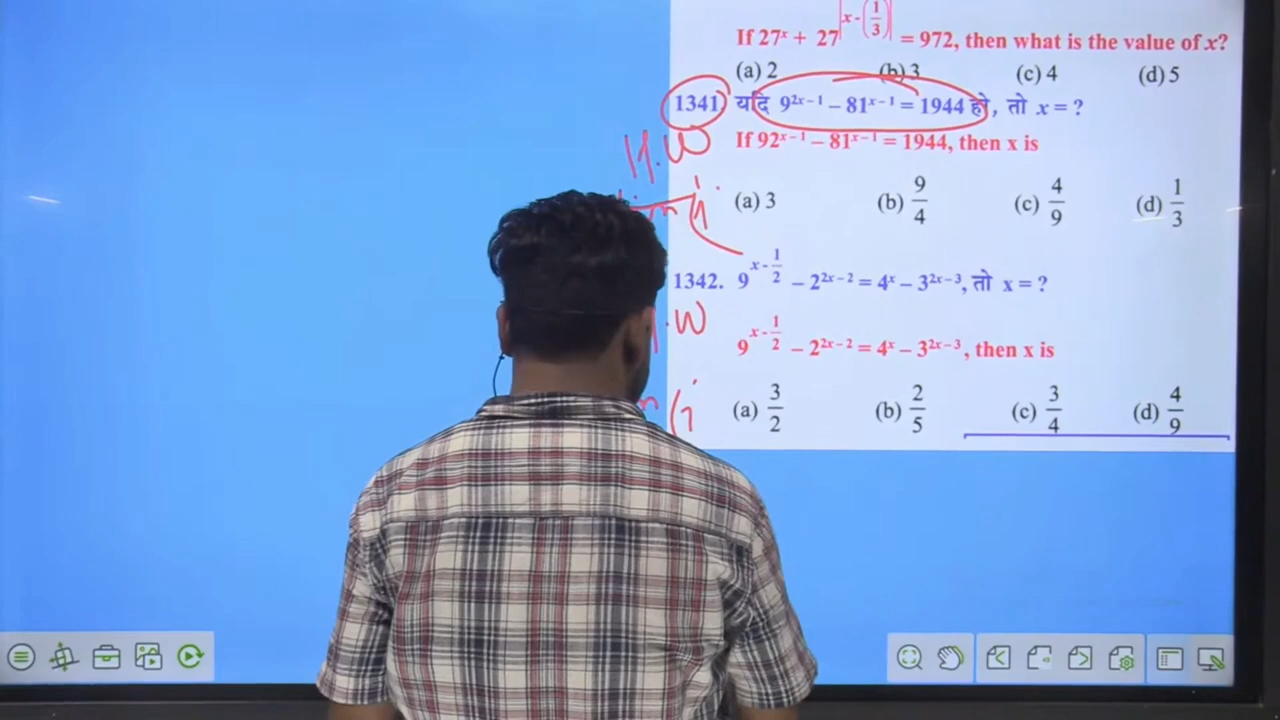 If 27ˣ + 27^|x-(1/3)| = 972, then what is the value of x?
(a) 2 (b) 3 (c) 4 (d) 5
1341 यदि 9²ˣ⁻¹ – 81ˣ⁻¹ = 1944 हो, तो x = ?
H.W If 92ˣ⁻¹ – 81ˣ⁻¹ = 1944, then x is
(a) 3 (b) 9/4 (c) 4/9 (d) 1/3
1342. 9^(x-1/2) – 2²ˣ⁻² = 4ˣ – 3²ˣ⁻³, तो x = ?
.W 9^(x-1/2) – 2²ˣ⁻² = 4ˣ – 3²ˣ⁻³, then x is
(a) 3/2 (b) 2/5 (c) 3/4 (d) 4/9